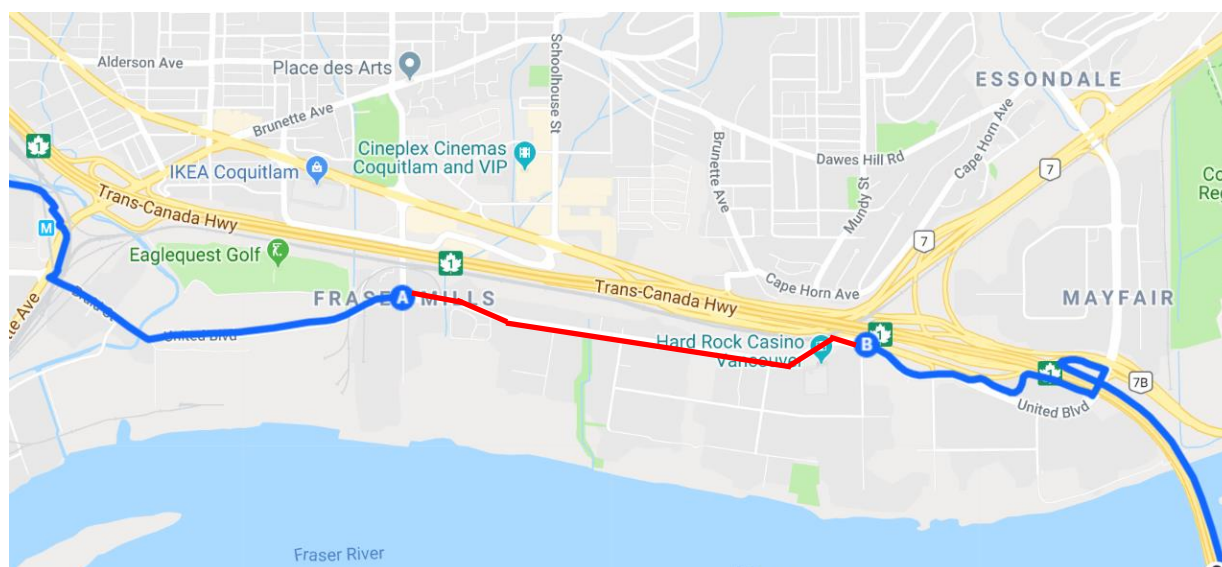 Alderson Ave
Place des Arts
Schoolhouse St
ESSONDALE
Brunette Ave
1
Cineplex Cinemas
Coquitlam and VIP
Brunette Ave
Dawes Hill Rd
Cape Horn Ave
7
IKEA Coquitlam
Mundy St
Trans-Canada Hwy
M
Eaglequest Golf
1
7
Trans-Canada Hwy
Cape Horn Ave
FRASER MILLS
A
MAYFAIR
United Blvd
Hard Rock Casino
Vancouver
1
B
1
7B
United Blvd
Fraser River